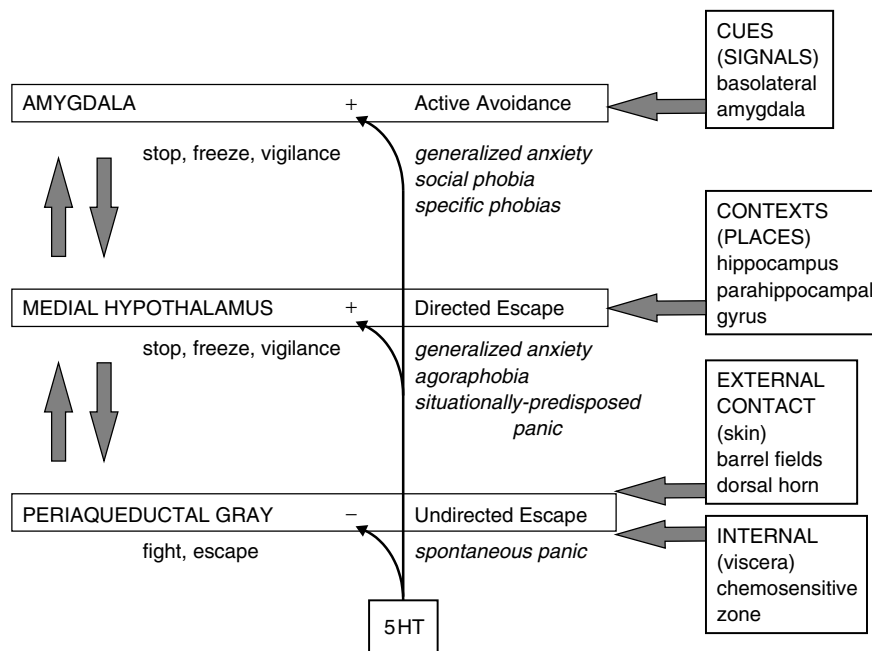 CUES
(SIGNALS)
basolateral
amygdala
AMYGDALA + Active Avoidance
stop, freeze, vigilance
generalized anxiety
social phobia
specific phobias
CONTEXTS
(PLACES)
hippocampus
parahippocampal
gyrus
MEDIAL HYPOTHALAMUS + Directed Escape
stop, freeze, vigilance
generalized anxiety
agoraphobia
situationally-predisposed
panic
EXTERNAL
CONTACT
(skin)
barrel fields
dorsal horn
PERIAQUEDUCTAL GRAY − Undirected Escape
fight, escape
spontaneous panic
INTERNAL
(viscera)
chemosensitive
zone
5HT